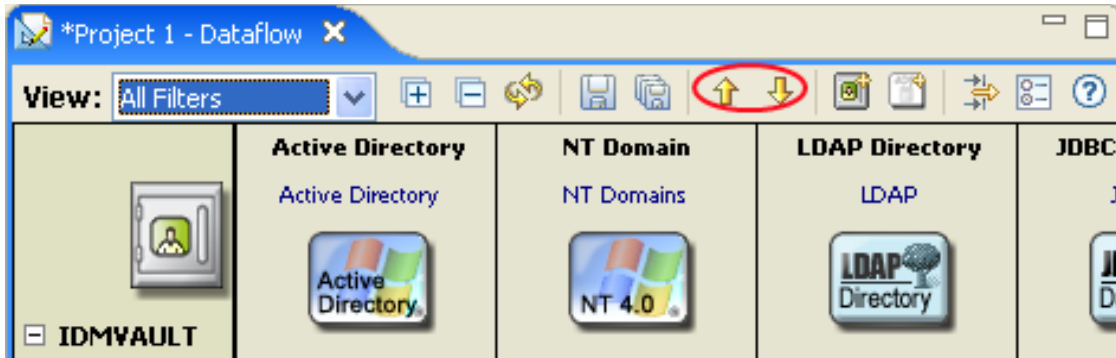 *Project 1 - Dataflow
View: All Filters
Active Directory NT Domain LDAP Directory JDBC
Active Directory NT Domains LDAP
Active Directory NT 4.0 LDAP Directory
IDMVAULT